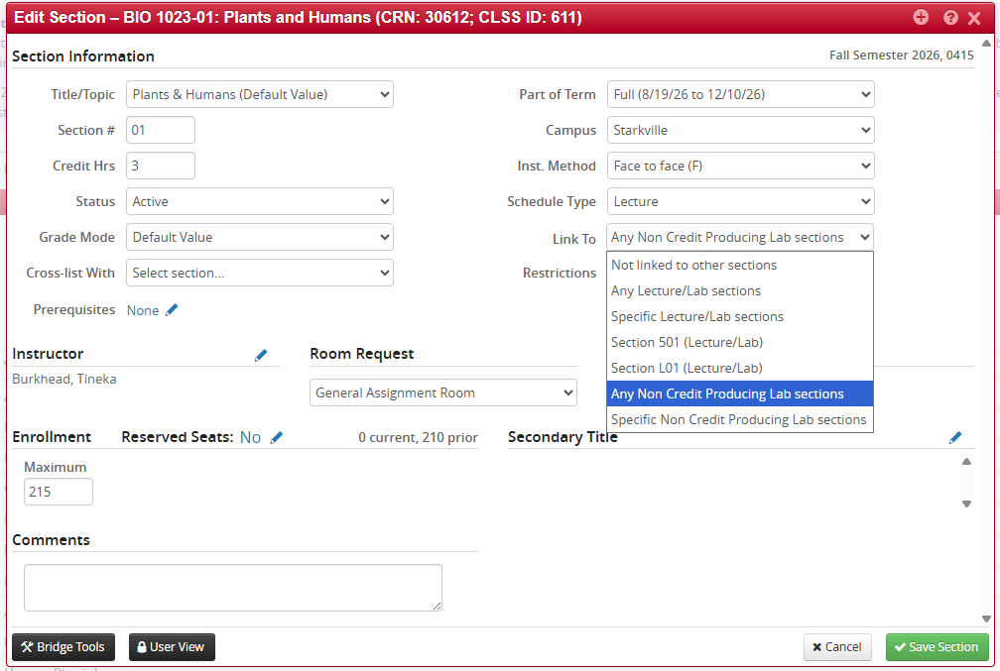 Edit Section – BIO 1023-01: Plants and Humans (CRN: 30612; CLSS ID: 611)
Section Information
Fall Semester 2026, 0415
Title/Topic Plants & Humans (Default Value)
Part of Term Full (8/19/26 to 12/10/26)
Section # 01
Campus Starkville
Credit Hrs 3
Inst. Method Face to face (F)
Status Active
Schedule Type Lecture
Grade Mode Default Value
Link To Any Non Credit Producing Lab sections
Cross-list With Select section...
Restrictions
Not linked to other sections
Any Lecture/Lab sections
Specific Lecture/Lab sections
Section 501 (Lecture/Lab)
Section L01 (Lecture/Lab)
Any Non Credit Producing Lab sections
Specific Non Credit Producing Lab sections
Prerequisites None
Instructor
Burkhead, Tineka
Room Request
General Assignment Room
Enrollment Reserved Seats: No 0 current, 210 prior
Maximum
215
Secondary Title
Comments
Bridge Tools User View Cancel Save Section